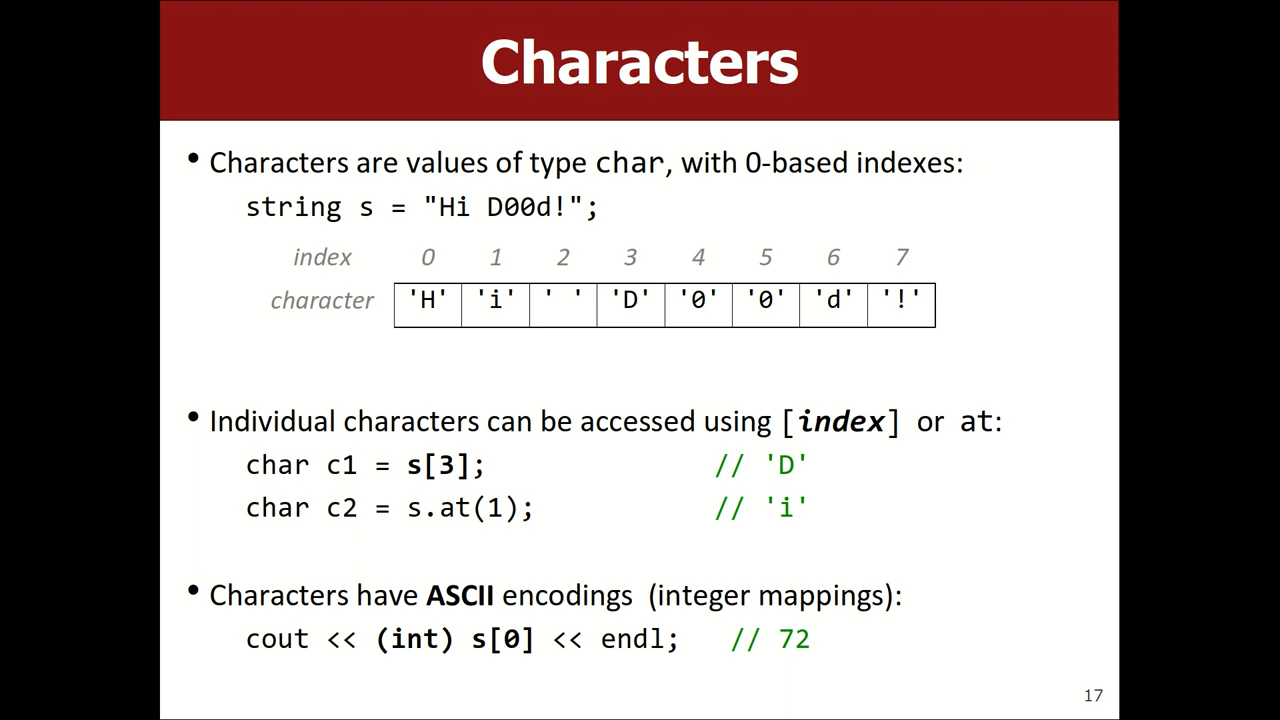 Characters
• Characters are values of type char, with 0-based indexes:
string s = "Hi D00d!";
index 0 1 2 3 4 5 6 7
character 'H' 'i' ' ' 'D' '0' '0' 'd' '!'
• Individual characters can be accessed using [index] or at:
char c1 = s[3]; // 'D'
char c2 = s.at(1); // 'i'
• Characters have ASCII encodings (integer mappings):
cout << (int) s[0] << endl; // 72
17